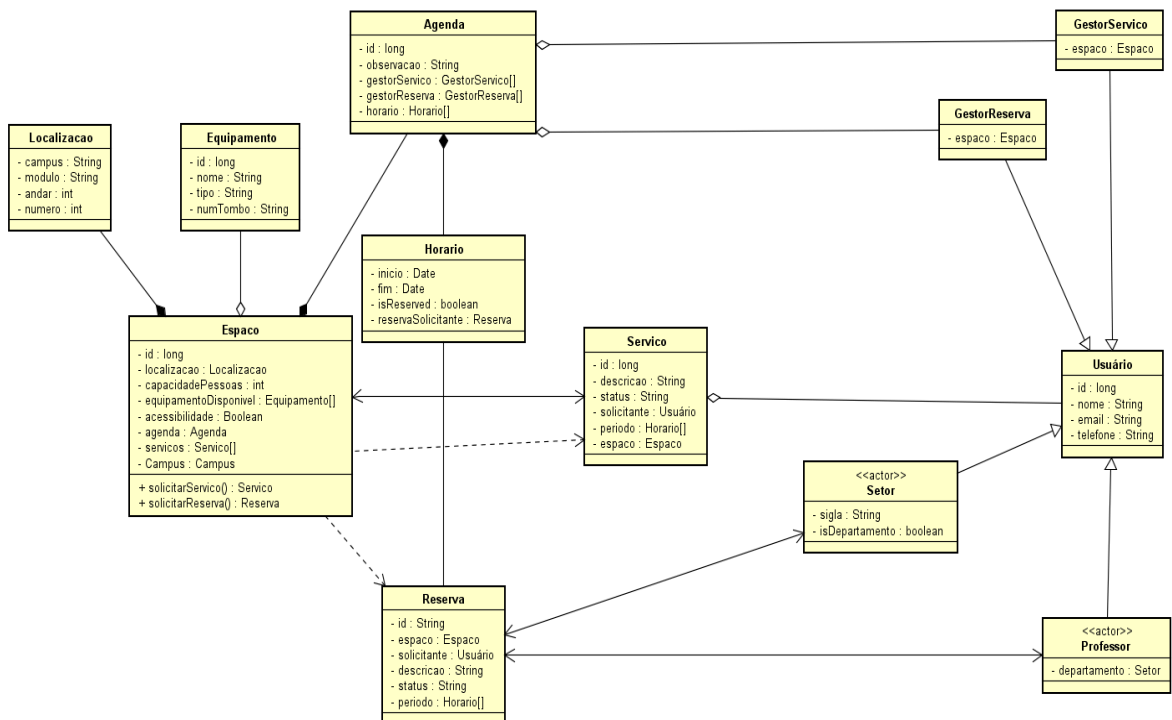 Agenda
- id : long
- observacao : String
- gestorServico : GestorServico[]
- gestorReserva : GestorReserva[]
- horario : Horario[]
GestorServico
- espaco : Espaco
GestorReserva
- espaco : Espaco
Localizacao
- campus : String
- modulo : String
- andar : int
- numero : int
Equipamento
- id : long
- nome : String
- tipo : String
- numTombo : String
Horario
- inicio : Date
- fim : Date
- isReserved : boolean
- reservaSolicitante : Reserva
Espaco
- id : long
- localizacao : Localizacao
- capacidadePessoas : int
- equipamentoDisponivel : Equipamento[]
- acessibilidade : Boolean
- agenda : Agenda
- servicos : Servico[]
- Campus : Campus
+ solicitarServico() : Servico
+ solicitarReserva() : Reserva
Servico
- id : long
- descricao : String
- status : String
- solicitante : Usuário
- periodo : Horario[]
- espaco : Espaco
Usuário
- id : long
- nome : String
- email : String
- telefone : String
<<actor>>
Setor
- sigla : String
- isDepartamento : boolean
Reserva
- id : String
- espaco : Espaco
- solicitante : Usuário
- descricao : String
- status : String
- periodo : Horario[]
<<actor>>
Professor
- departamento : Setor